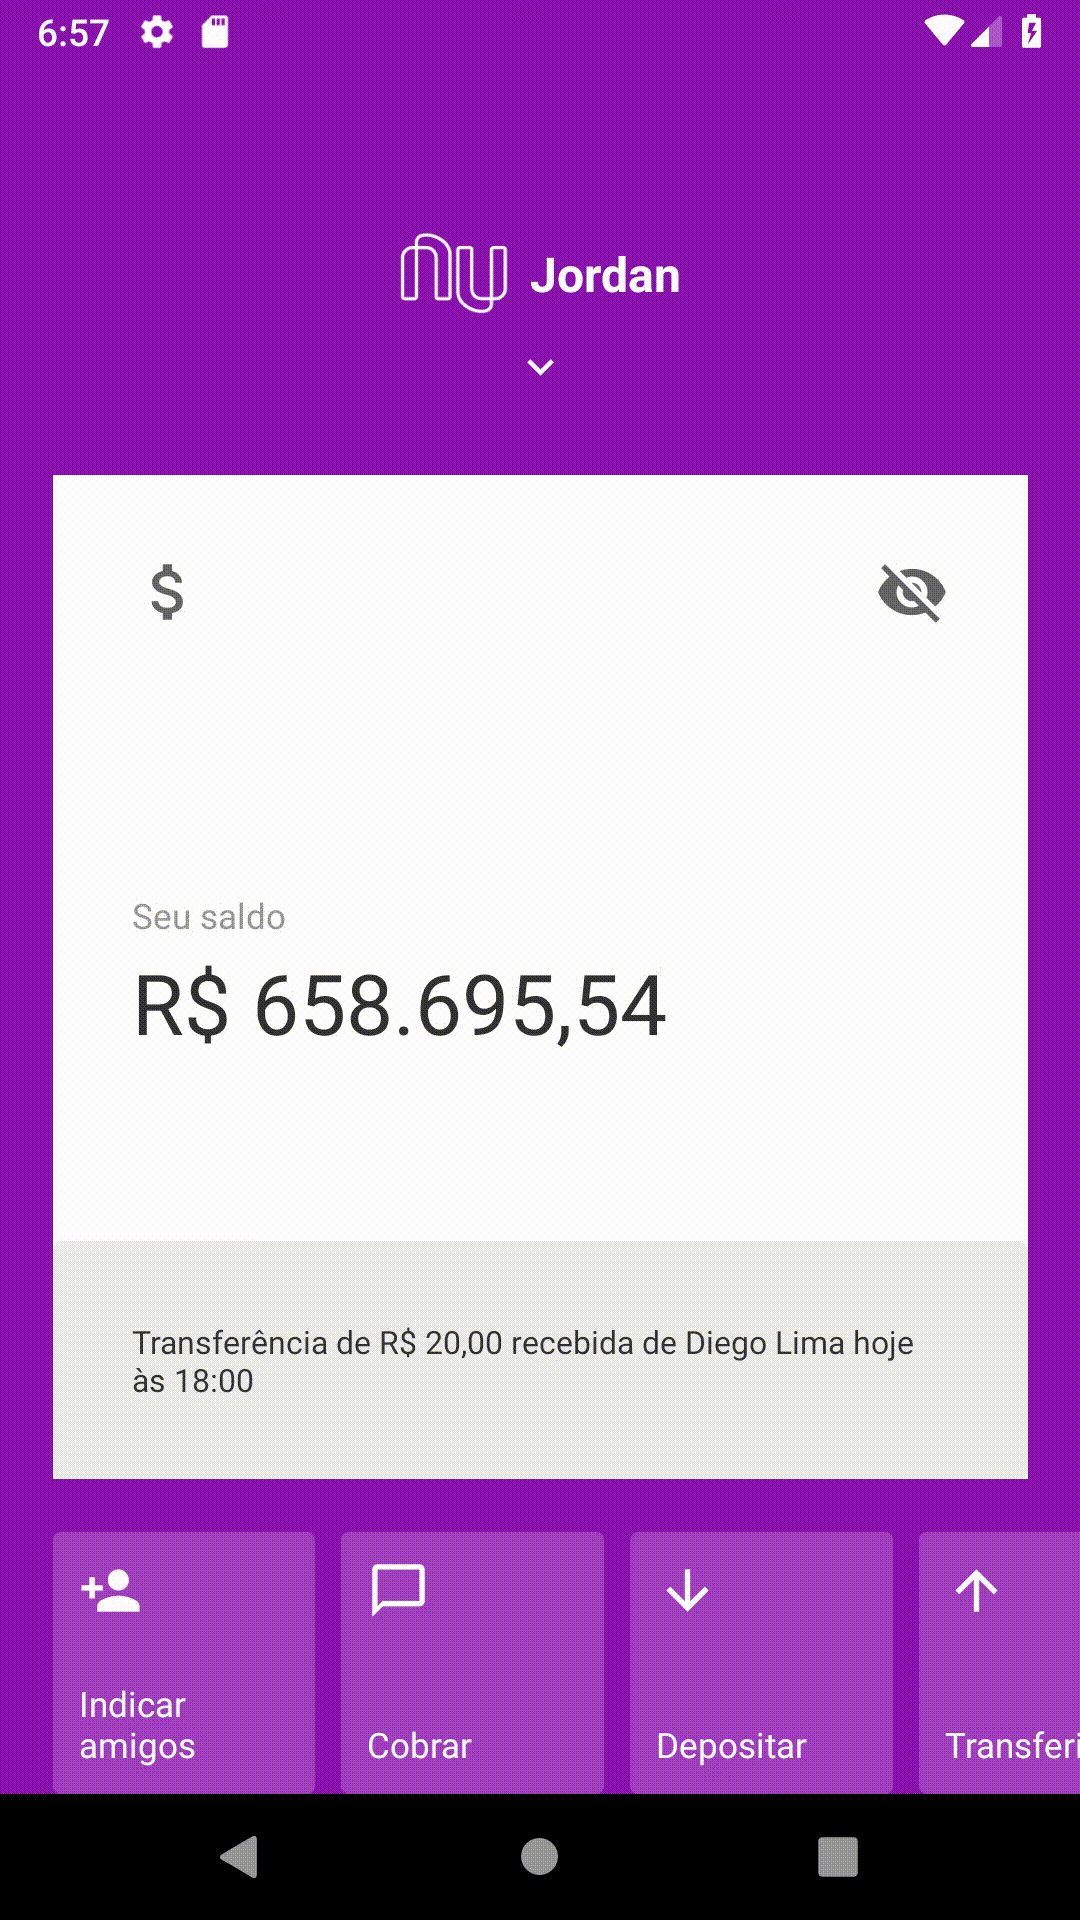 6:57
nu Jordan
$
Seu saldo
R$ 658.695,54
Transferência de R$ 20,00 recebida de Diego Lima hoje
às 18:00
Indicar
amigos
Cobrar
Depositar
Transferi